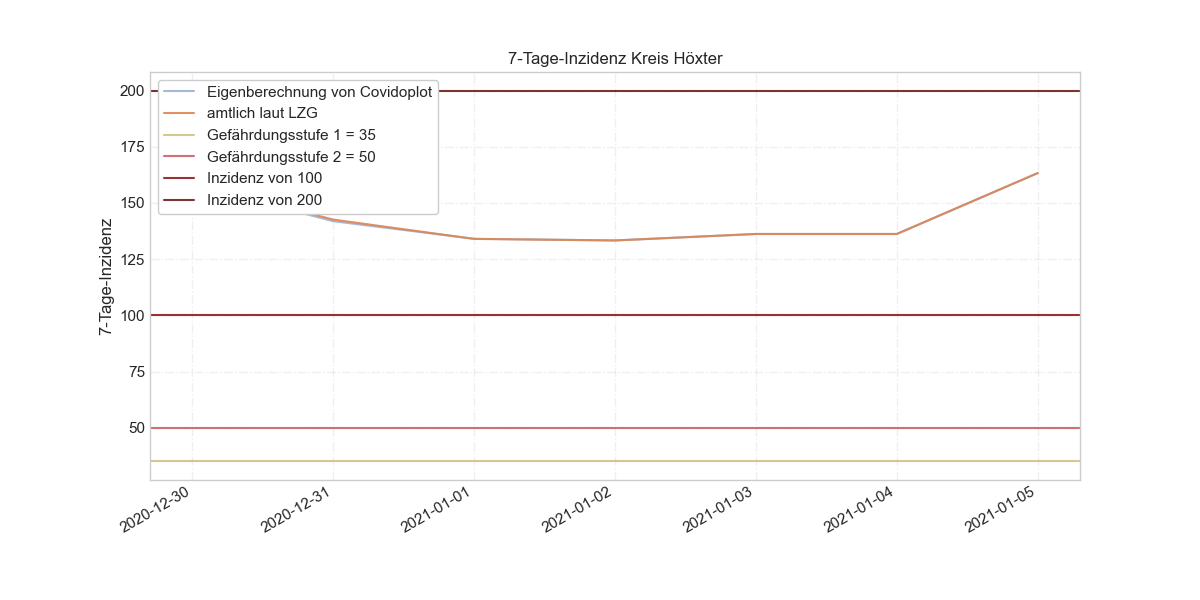 7-Tage-Inzidenz Kreis Höxter
Eigenberechnung von Covidoplot
amtlich laut LZG
Gefährdungsstufe 1 = 35
Gefährdungsstufe 2 = 50
Inzidenz von 100
Inzidenz von 200
7-Tage-Inzidenz
200
175
150
125
100
75
50
2020-12-30
2020-12-31
2021-01-01
2021-01-02
2021-01-03
2021-01-04
2021-01-05